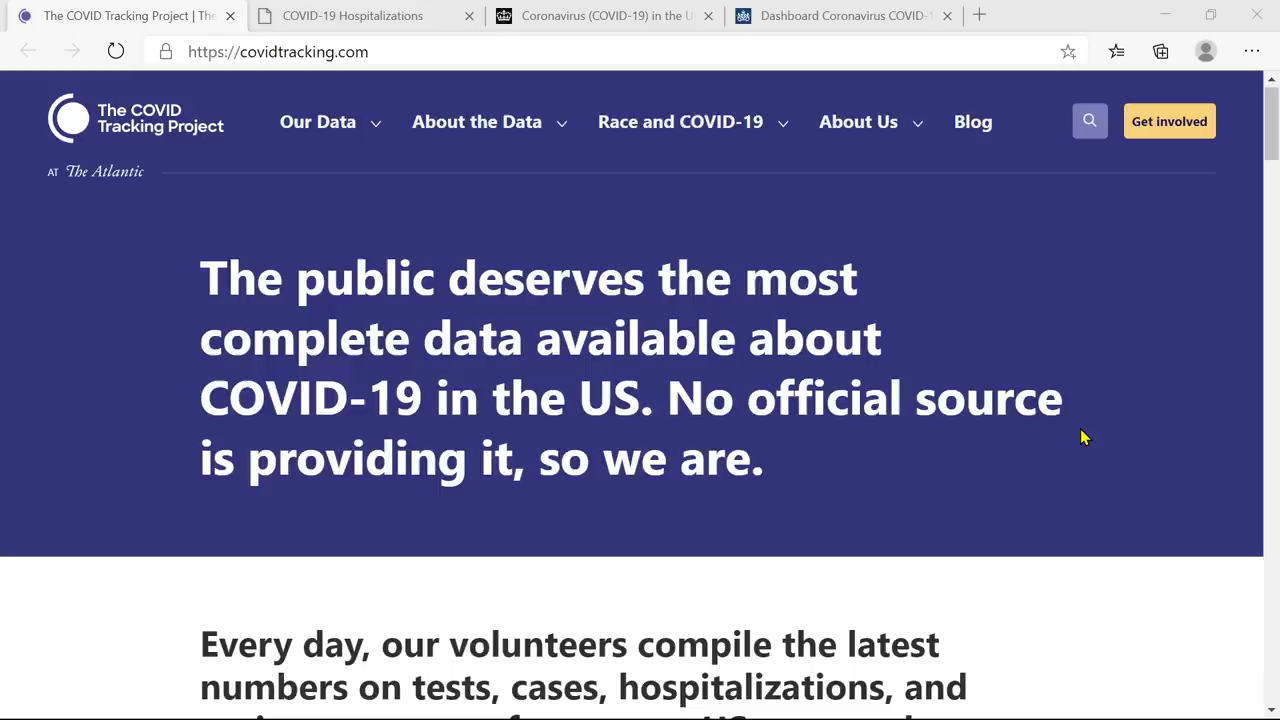 The COVID Tracking Project | The
COVID-19 Hospitalizations
Coronavirus (COVID-19) in the U
Dashboard Coronavirus COVID-1
https://covidtracking.com
The COVID
Tracking Project
Our Data
About the Data
Race and COVID-19
About Us
Blog
Get involved
AT The Atlantic
The public deserves the most
complete data available about
COVID-19 in the US. No official source
is providing it, so we are.
Every day, our volunteers compile the latest
numbers on tests, cases, hospitalizations, and